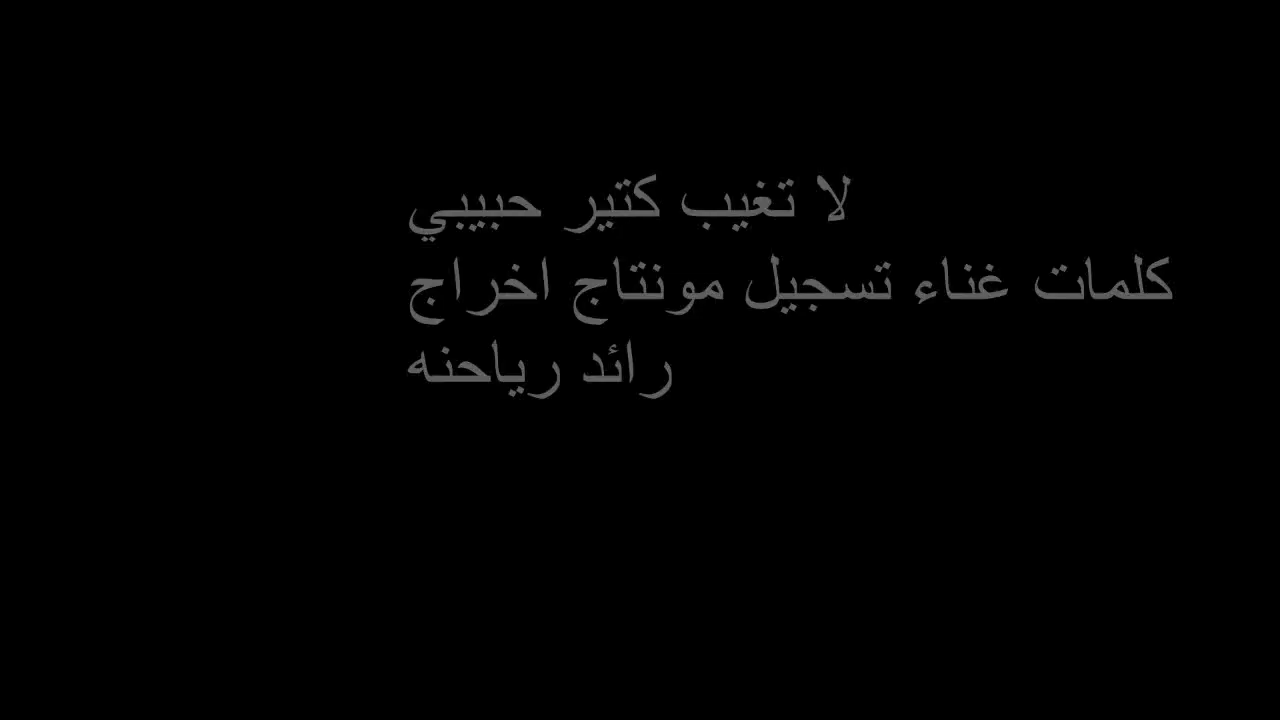 لا تغيب كتير حبيبي
كلمات غناء تسجيل مونتاج اخراج
رائد رياحنه